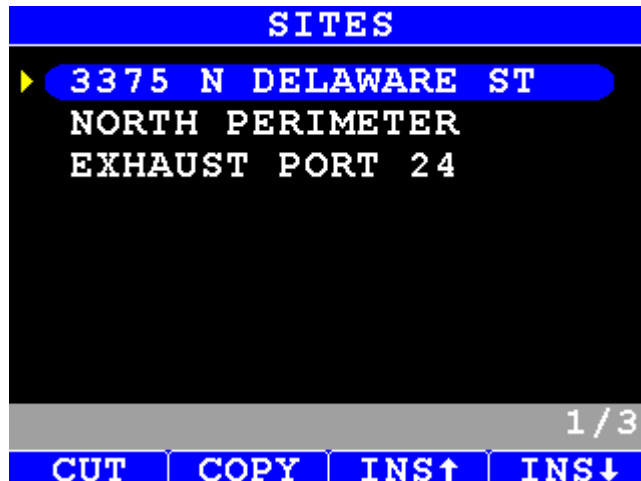 SITES
3375 N DELAWARE ST
NORTH PERIMETER
EXHAUST PORT 24
1/3
CUT COPY INS↑ INS↓